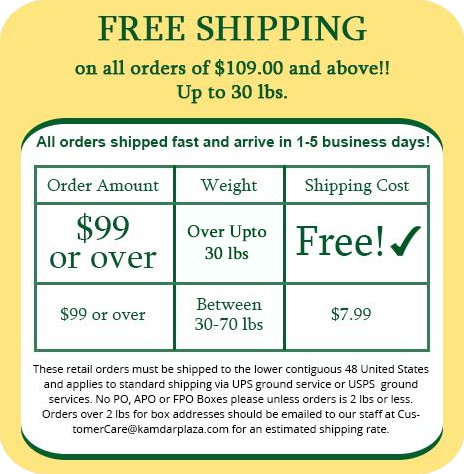 FREE SHIPPING
on all orders of $109.00 and above!!
Up to 30 lbs.
All orders shipped fast and arrive in 1-5 business days!
Order Amount
Weight
Shipping Cost
$99
or over
Over Upto
30 lbs
Free!✓
$99 or over
Between
30-70 lbs
$7.99
These retail orders must be shipped to the lower contiguous 48 United States
and applies to standard shipping via UPS ground service or USPS ground
services. No PO, APO or FPO Boxes please unless orders is 2 lbs or less.
Orders over 2 lbs for box addresses should be emailed to our staff at Cus-
tomerCare@kamdarplaza.com for an estimated shipping rate.